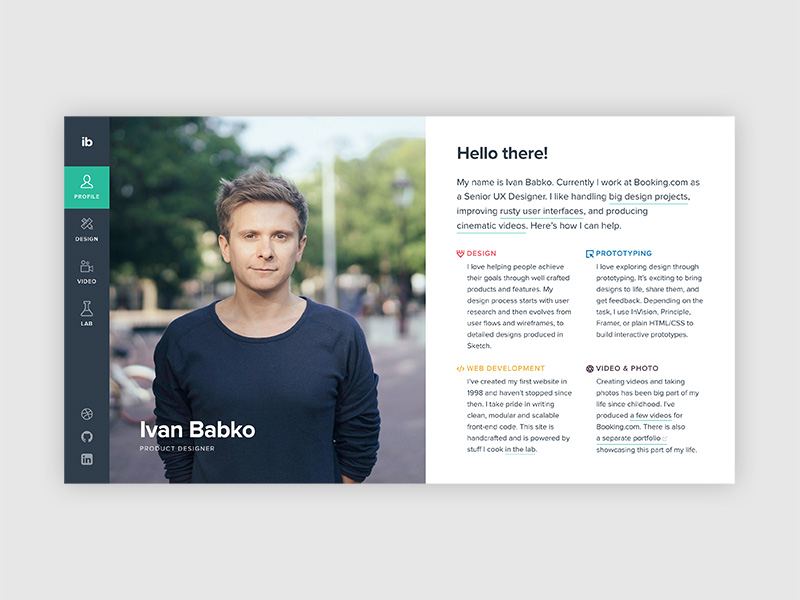 ib
PROFILE
DESIGN
VIDEO
LAB
Ivan Babko
PRODUCT DESIGNER
Hello there!
My name is Ivan Babko. Currently I work at Booking.com as
a Senior UX Designer. I like handling big design projects,
improving rusty user interfaces, and producing
cinematic videos. Here's how I can help.
DESIGN
I love helping people achieve
their goals through well crafted
products and features. My
design process starts with user
research and then evolves from
user flows and wireframes, to
detailed designs produced in
Sketch.
PROTOTYPING
I love exploring design through
prototyping. It's exciting to bring
designs to life, share them, and
get feedback. Depending on the
task, I use InVision, Principle,
Framer, or plain HTML/CSS to
build interactive prototypes.
WEB DEVELOPMENT
I've created my first website in
1998 and haven't stopped since
then. I take pride in writing
clean, modular and scalable
front-end code. This site is
handcrafted and is powered by
stuff I cook in the lab.
VIDEO & PHOTO
Creating videos and taking
photos has been big part of my
life since childhood. I've
produced a few videos for
Booking.com. There is also
a separate portfolio
showcasing this part of my life.